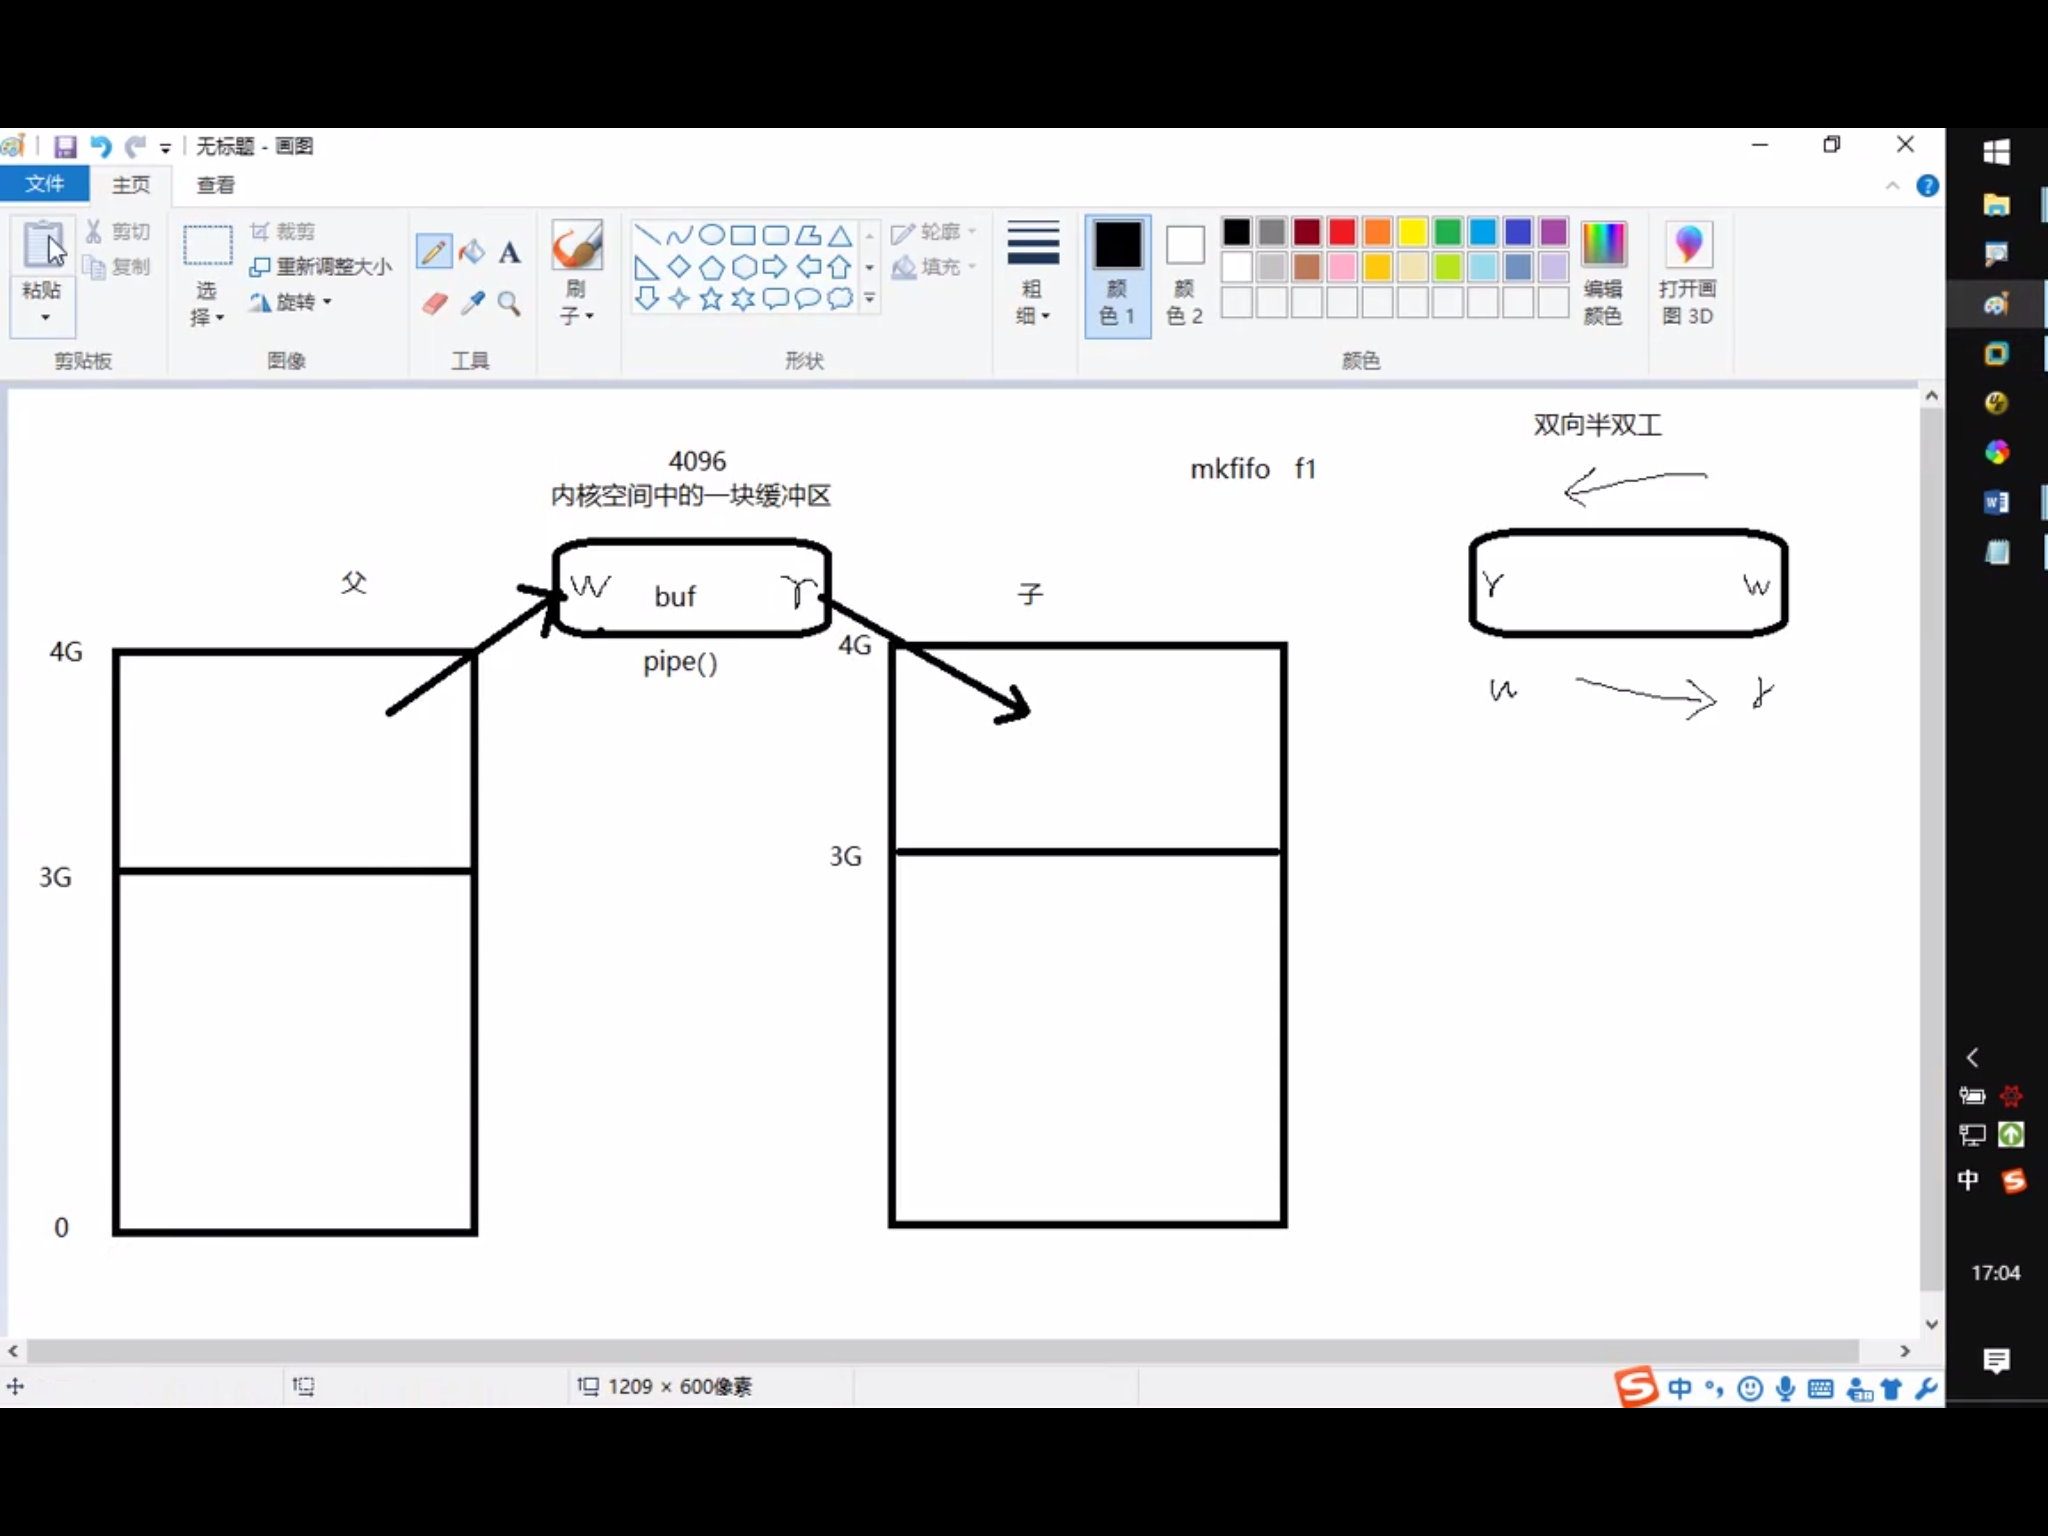 无标题 - 画图
文件 主页 查看
剪切
复制
粘贴
剪贴板
裁剪
重新调整大小
旋转
选择
图像
A
工具
刷子
形状
轮廓
填充
粗细
颜色 1
颜色 2
颜色
编辑颜色
打开画图 3D
双向半双工
4096
内核空间中的一块缓冲区
mkfifo f1
父
W buf r
子
r w
4G
pipe()
4G
3G
3G
0
1209 × 600像素
中
中
17:04